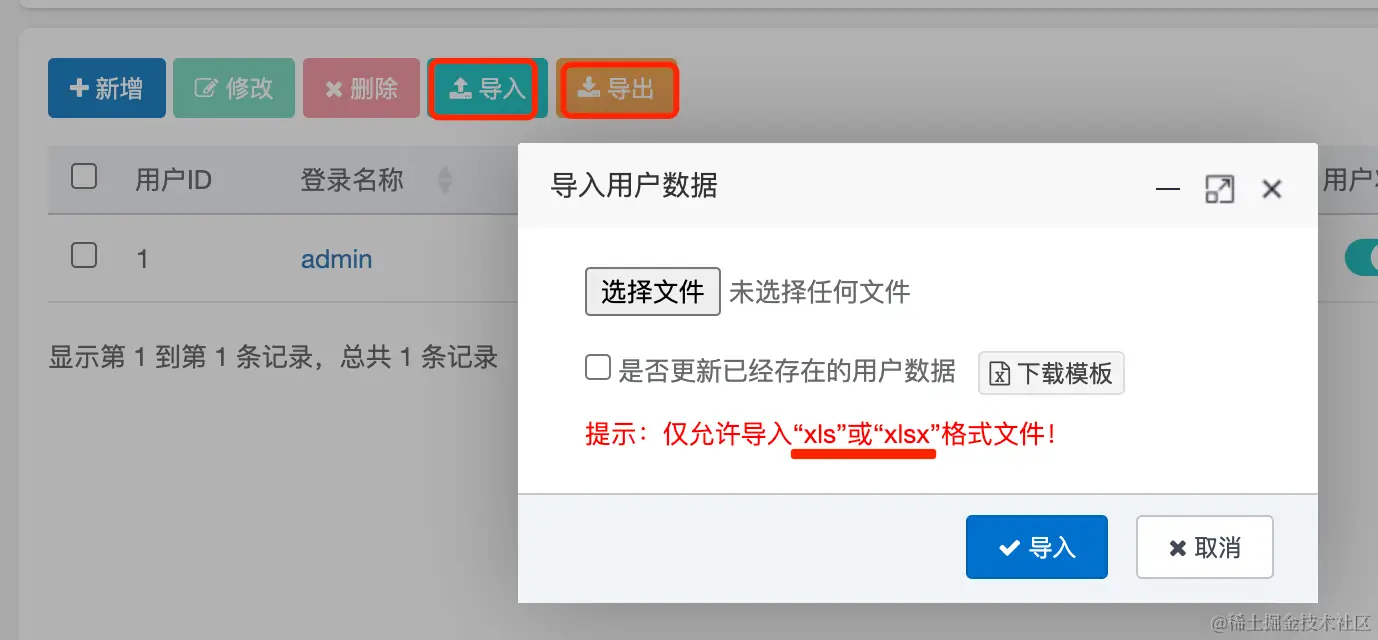 新增 修改 删除 导入 导出
用户ID 登录名称 用户
导入用户数据
1 admin
选择文件 未选择任何文件
显示第 1 到第 1 条记录，总共 1 条记录
是否更新已经存在的用户数据 下载模板
提示：仅允许导入“xls”或“xlsx”格式文件！
导入 取消
@稀土掘金技术社区